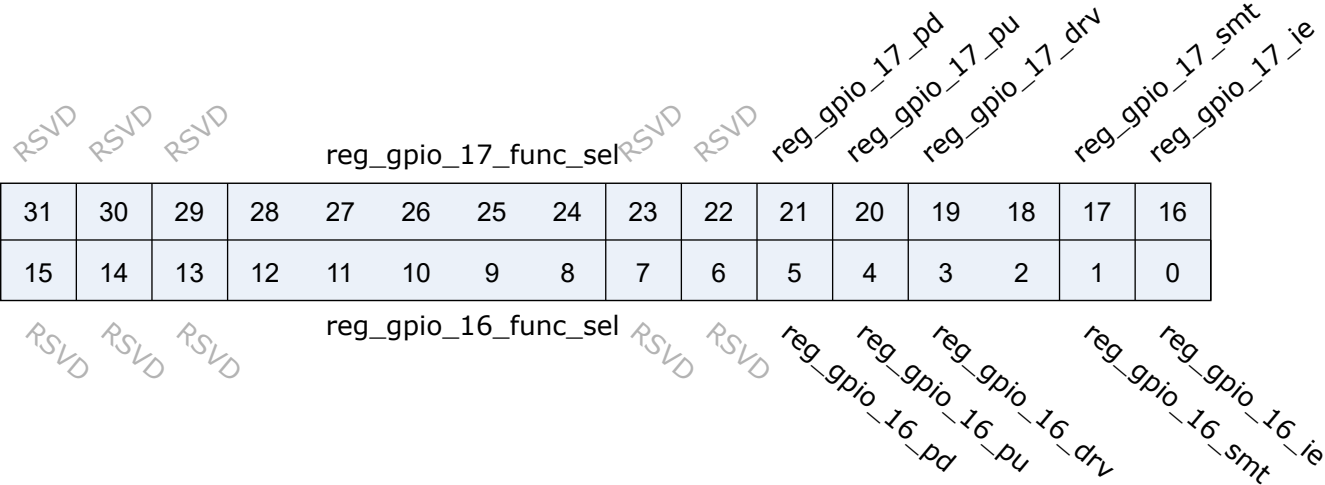 RSVD RSVD RSVD reg_gpio_17_func_sel RSVD RSVD reg_gpio_17_pd reg_gpio_17_pu reg_gpio_17_drv reg_gpio_17_smt reg_gpio_17_ie
31 30 29 28 27 26 25 24 23 22 21 20 19 18 17 16
15 14 13 12 11 10 9 8 7 6 5 4 3 2 1 0
RSVD RSVD RSVD reg_gpio_16_func_sel RSVD RSVD reg_gpio_16_pd reg_gpio_16_pu reg_gpio_16_drv reg_gpio_16_smt reg_gpio_16_ie